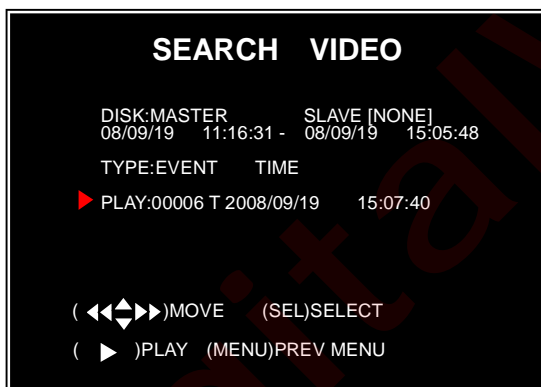 SEARCH VIDEO
DISK:MASTER SLAVE [NONE]
08/09/19 11:16:31 - 08/09/19 15:05:48
TYPE:EVENT TIME
PLAY:00006 T 2008/09/19 15:07:40
( )MOVE (SEL)SELECT
( )PLAY (MENU)PREV MENU